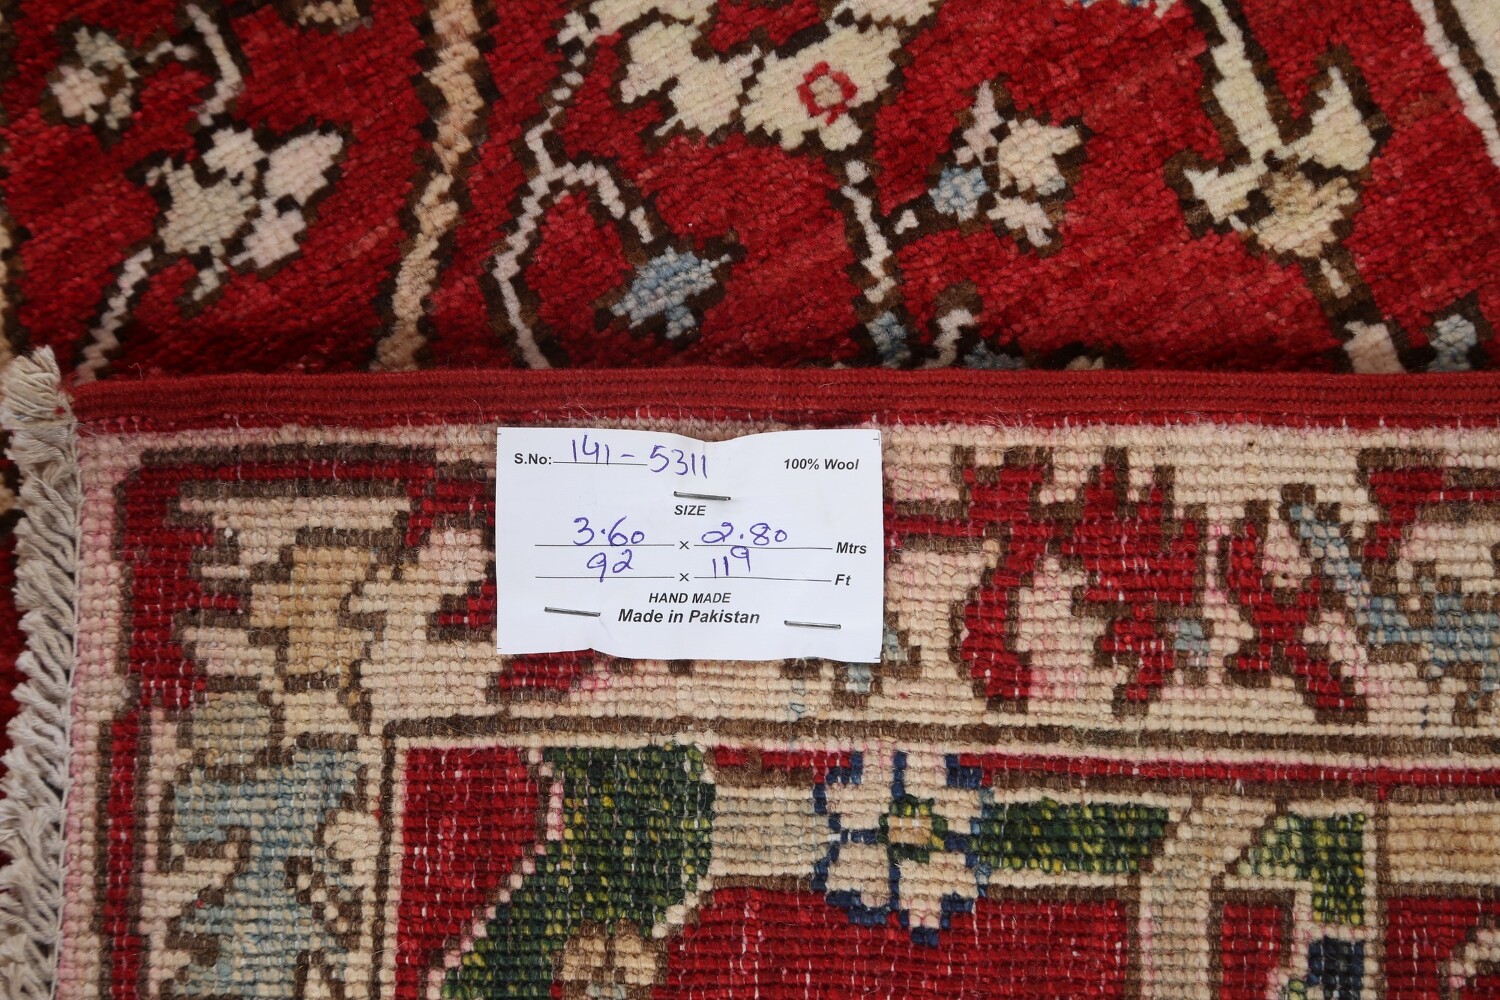 S.No: 141-5311 100% Wool
SIZE
3.60 x 2.80 Mtrs
92 x 119 Ft
HAND MADE
Made in Pakistan